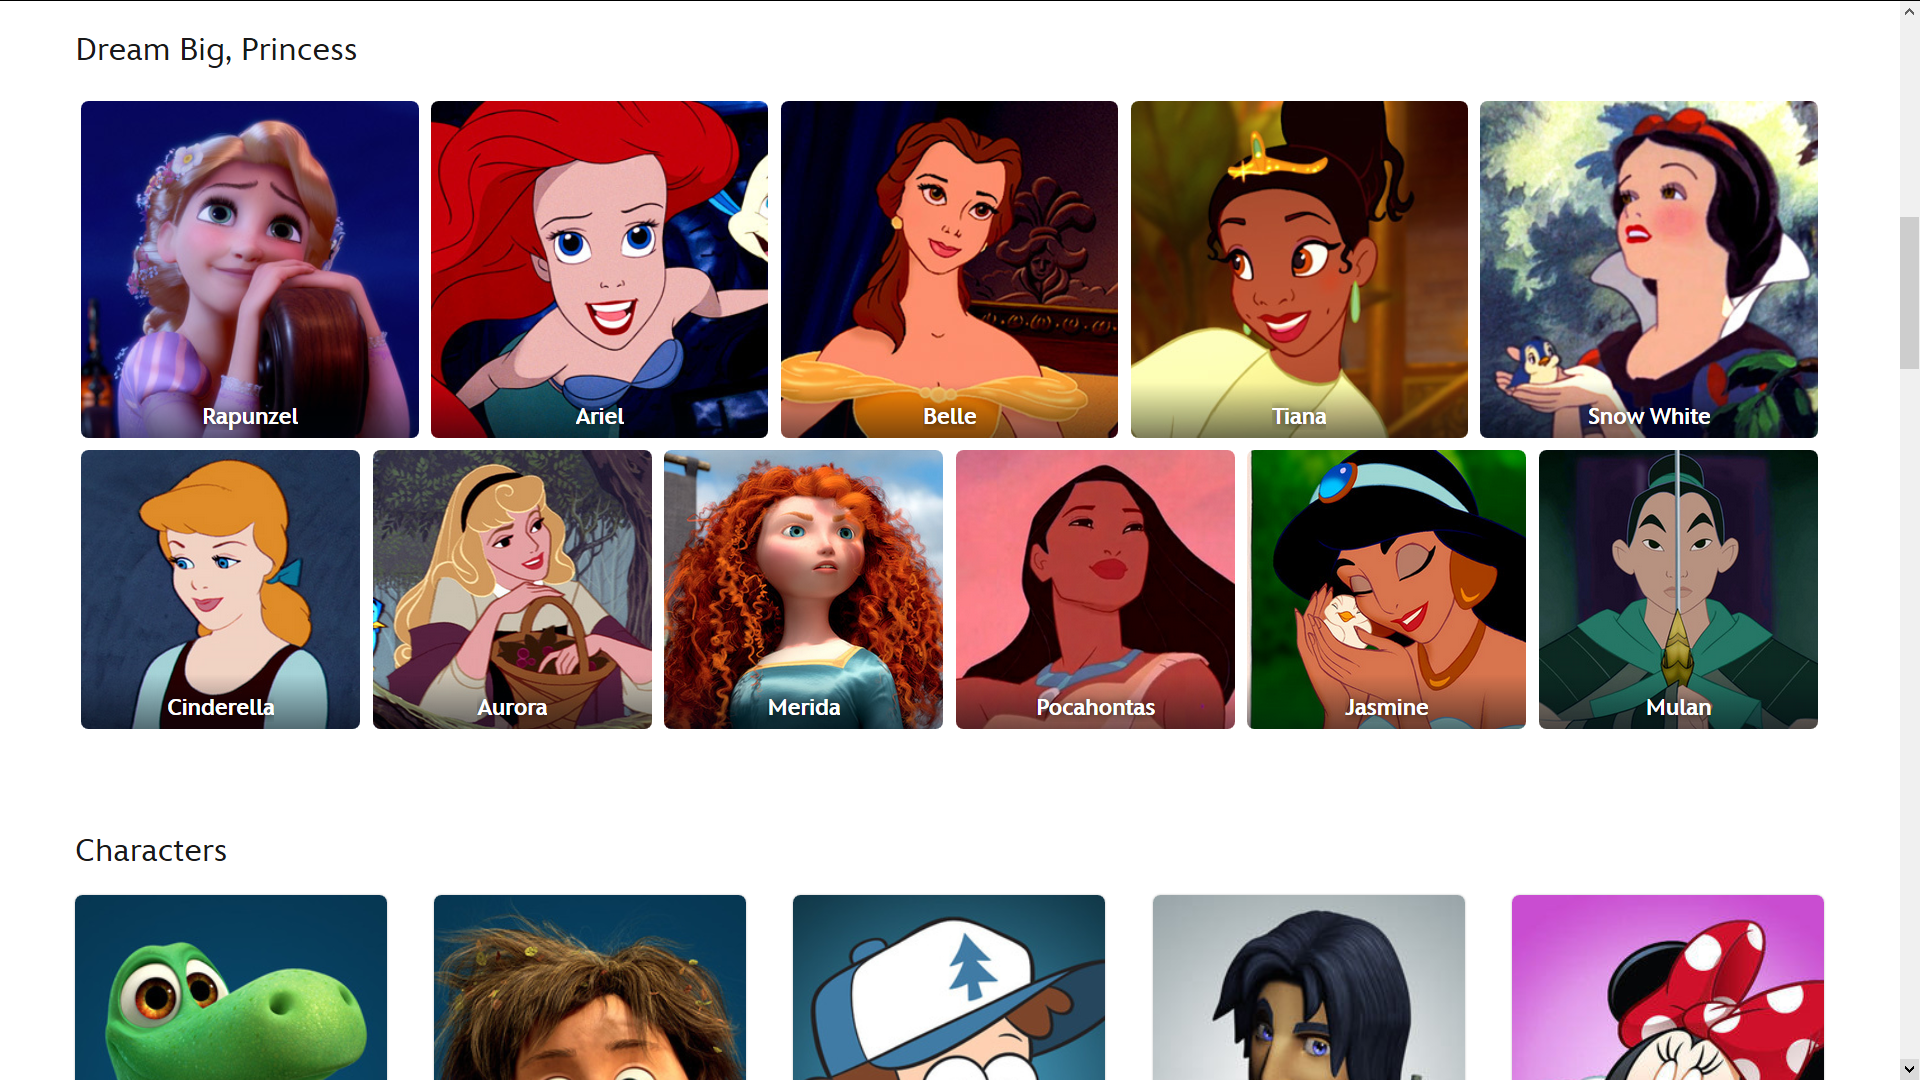 Dream Big, Princess
Rapunzel
Ariel
Belle
Tiana
Snow White
Cinderella
Aurora
Merida
Pocahontas
Jasmine
Mulan
Characters